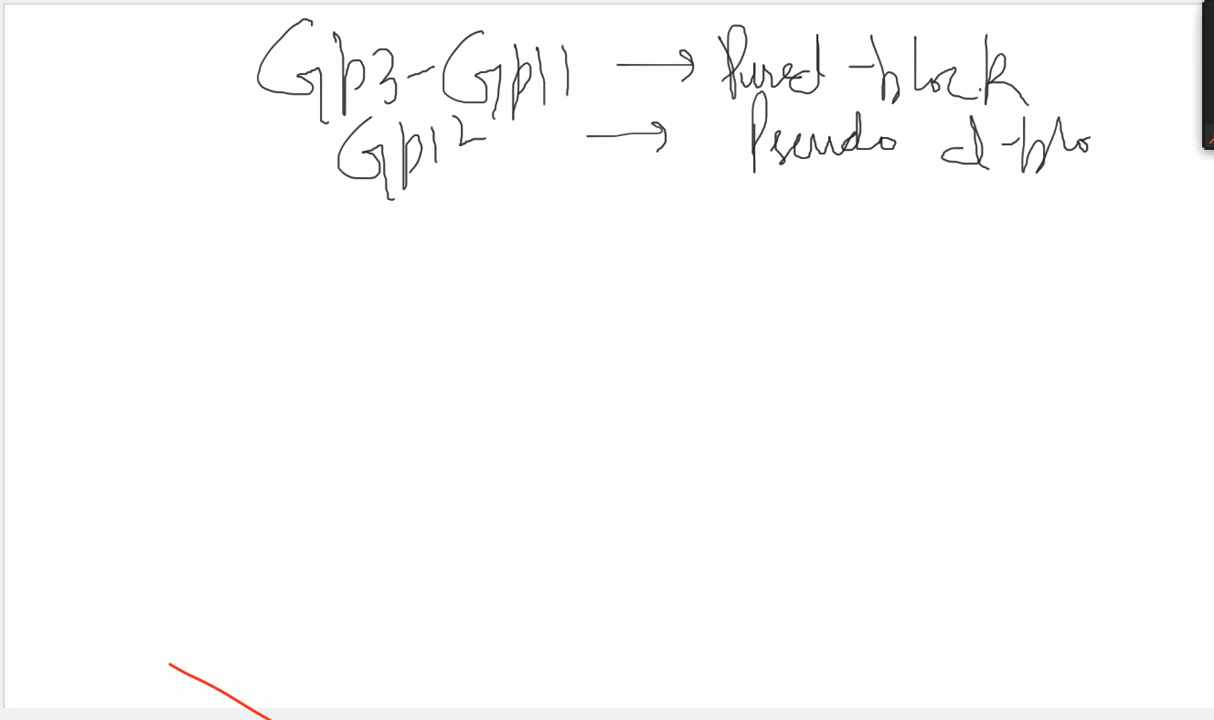 Gp3-Gp11 → Pured-block
Gp12 → Pseudo d-blo